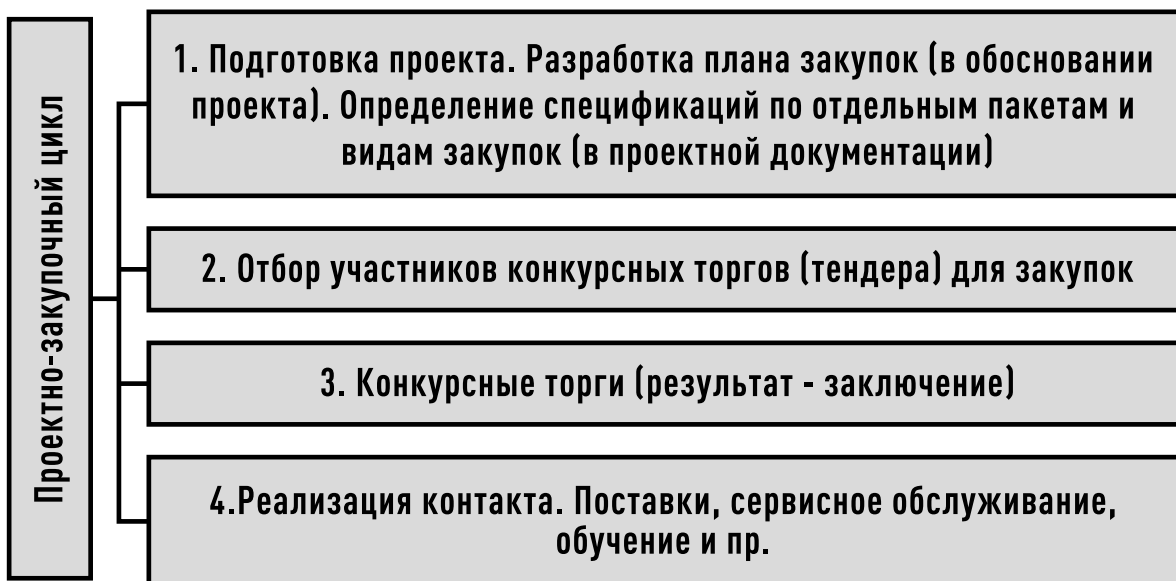 Проектно-закупочный цикл
1. Подготовка проекта. Разработка плана закупок (в обосновании
проекта). Определение спецификаций по отдельным пакетам и
видам закупок (в проектной документации)
2. Отбор участников конкурсных торгов (тендера) для закупок
3. Конкурсные торги (результат - заключение)
4.Реализация контакта. Поставки, сервисное обслуживание,
обучение и пр.